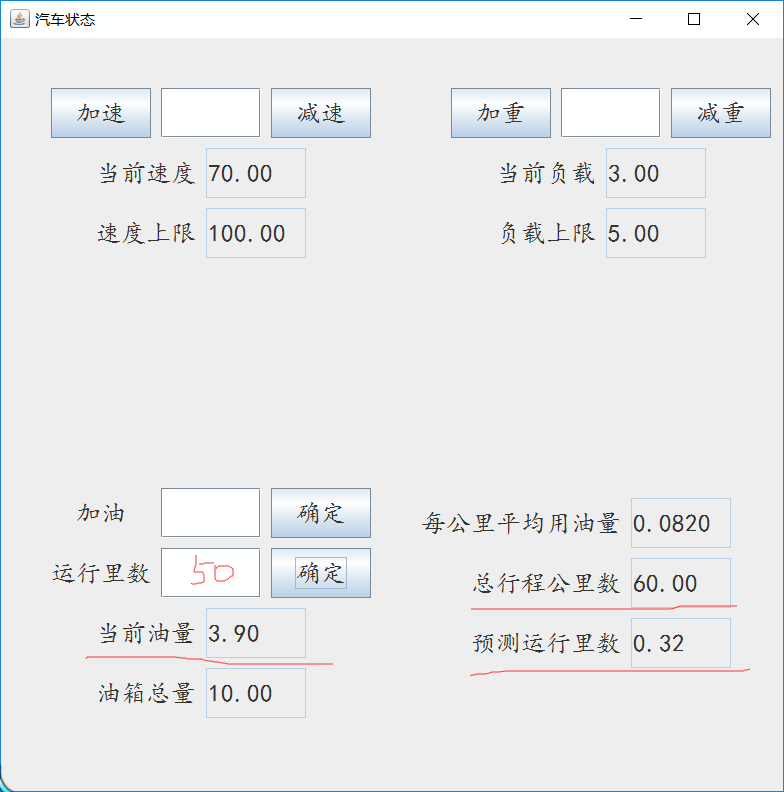 汽车状态
加速 减速 加重 减重
当前速度 70.00 当前负载 3.00
速度上限 100.00 负载上限 5.00
加油 确定 每公里平均用油量 0.0820
运行里数 50 确定 总行程公里数 60.00
当前油量 3.90 预测运行里数 0.32
油箱总量 10.00